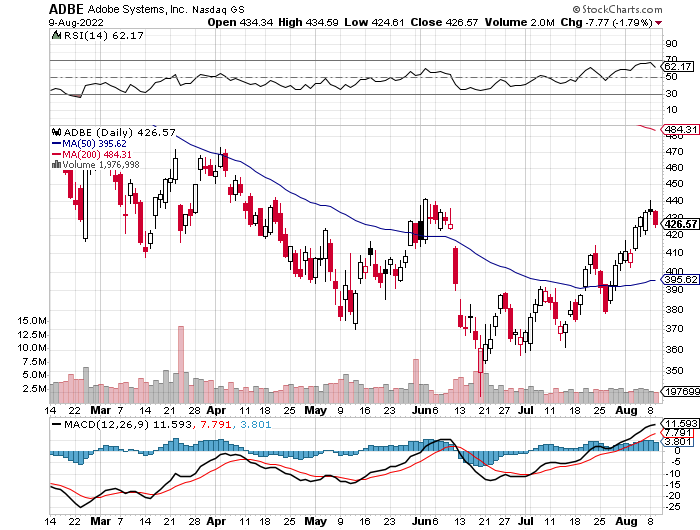 ADBE Adobe Systems, Inc. Nasdaq GS © StockCharts.com
9-Aug-2022 Open 434.34 High 434.59 Low 424.61 Close 426.57 Volume 2.0M Chg -7.77 (-1.79%)
RSI(14) 62.17
90
70
62.17
50
30
10
ADBE (Daily) 426.57
MA(50) 395.62
MA(200) 484.31
Volume 1,976,998
484.31
480
470
460
450
440
430
426.57
420
410
400
395.62
390
380
370
360
350
15.0M
12.5M
10.0M
7.5M
5.0M
2.5M
197699
14 22 Mar 7 14 21 28 Apr 11 18 25 May 9 16 23 Jun 6 13 21 27 Jul 11 18 25 Aug 8
MACD(12,26,9) 11.593, 7.791, 3.801
11.593
7.791
3.801
0
-5
-10
-15
-20
-25
14 22 Mar 7 14 21 28 Apr 11 18 25 May 9 16 23 Jun 6 13 21 27 Jul 11 18 25 Aug 8